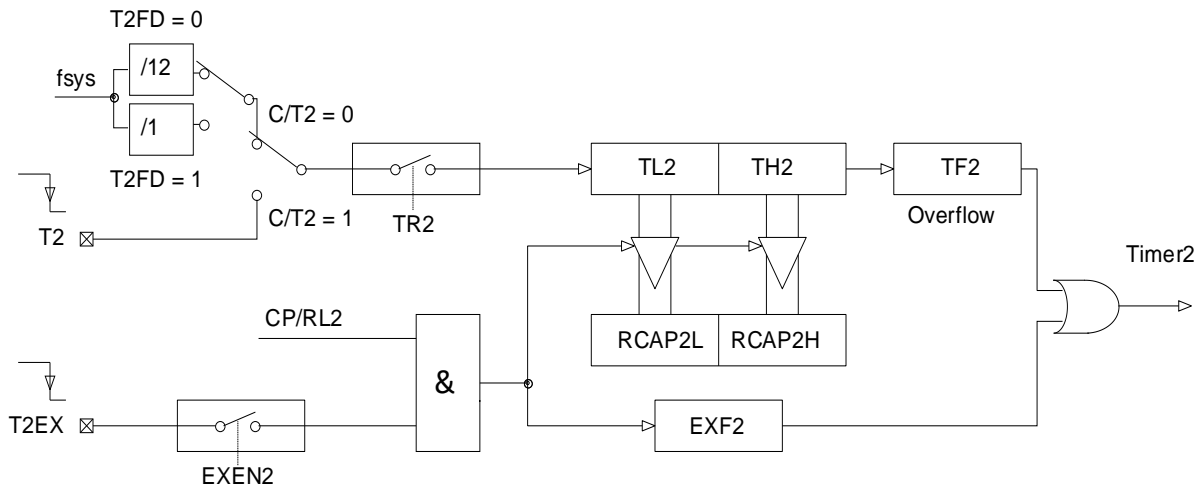 T2FD = 0
/12
fsys
/1
C/T2 = 0
T2FD = 1
TL2
TH2
TF2
T2
C/T2 = 1
TR2
Overflow
Timer2
CP/RL2
RCAP2L
RCAP2H
&
T2EX
EXF2
EXEN2